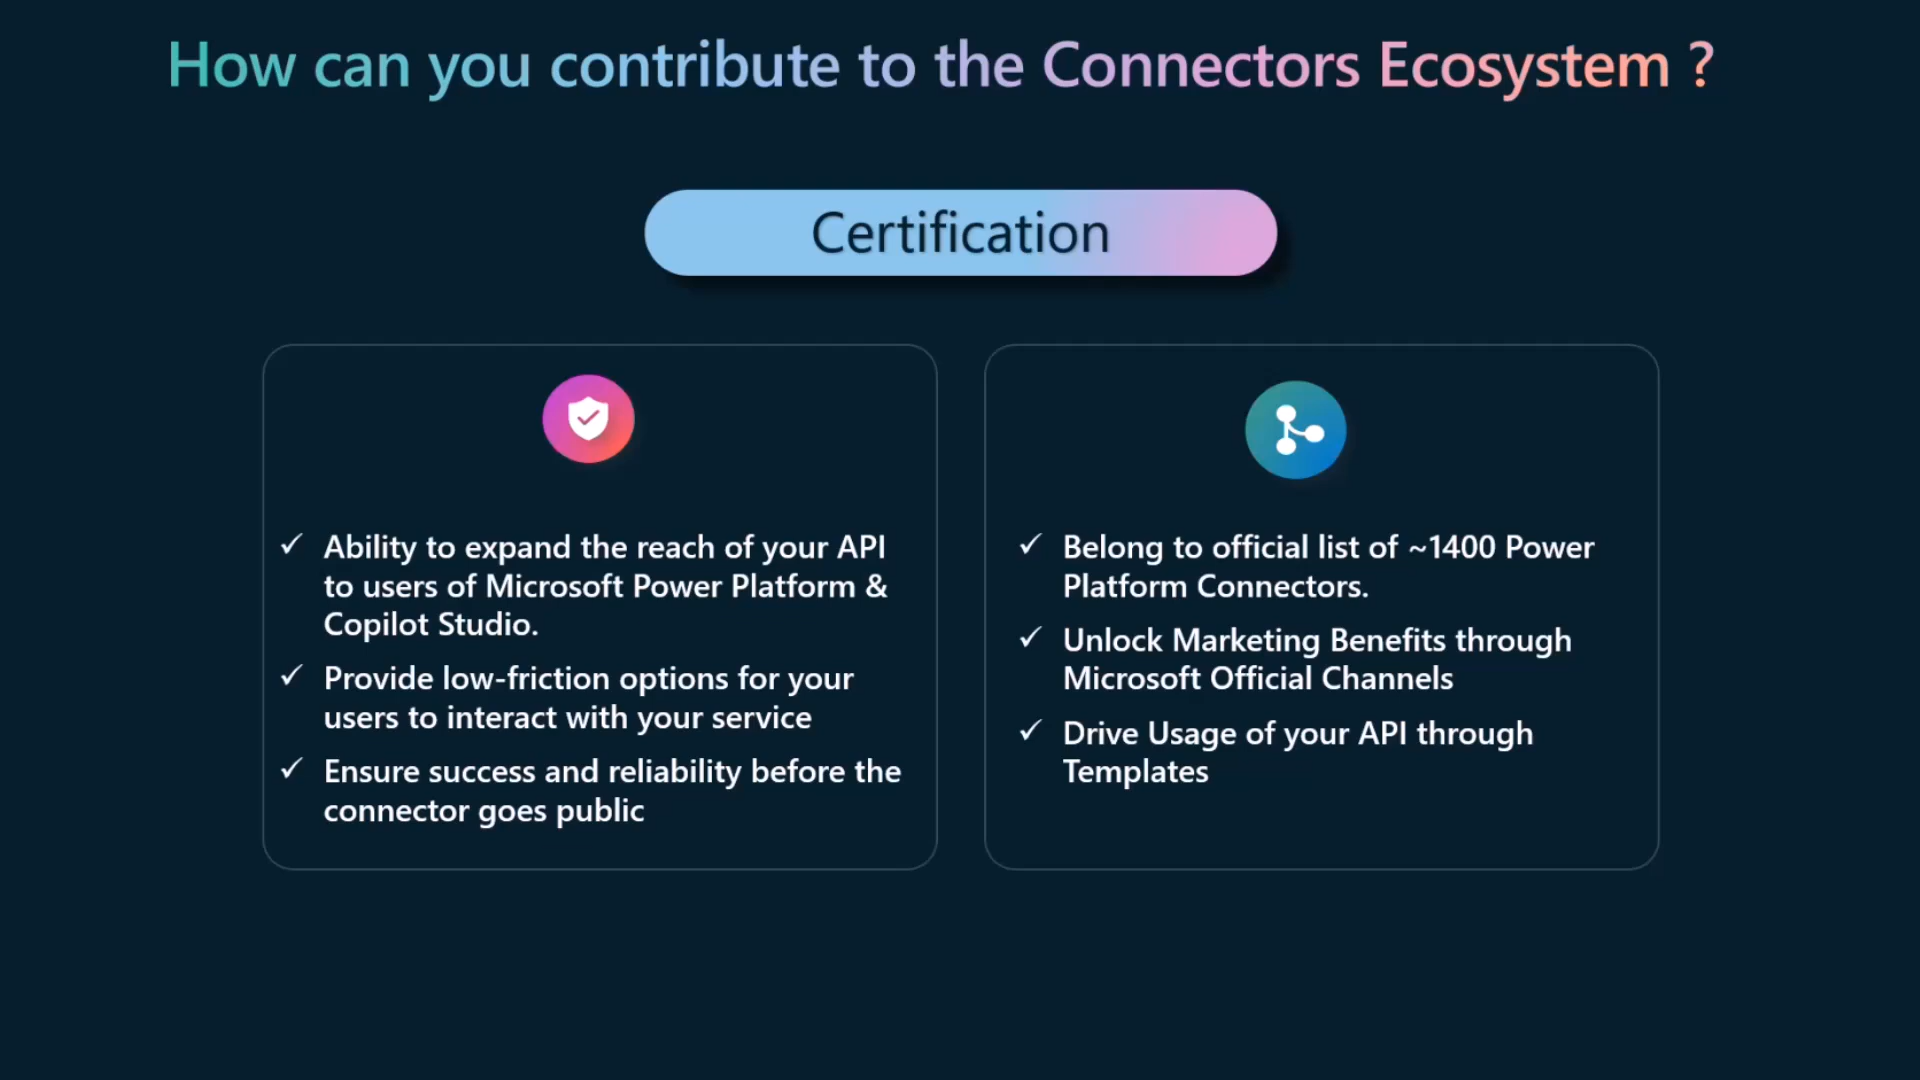 How can you contribute to the Connectors Ecosystem ?
Certification
✓ Ability to expand the reach of your API
to users of Microsoft Power Platform &
Copilot Studio.
✓ Provide low-friction options for your
users to interact with your service
✓ Ensure success and reliability before the
connector goes public
✓ Belong to official list of ~1400 Power
Platform Connectors.
✓ Unlock Marketing Benefits through
Microsoft Official Channels
✓ Drive Usage of your API through
Templates